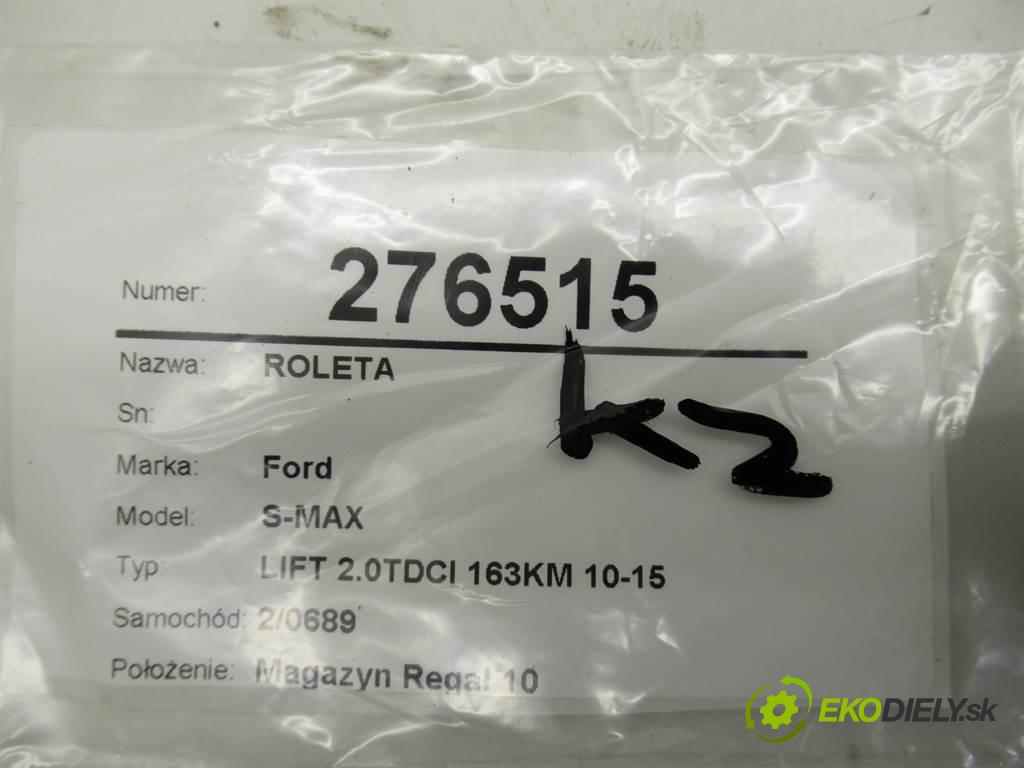 Numer: 276515
Nazwa: ROLETA
Sn:
K2
Marka: Ford
Model: S-MAX
Typ: LIFT 2.0TDCI 163KM 10-15
Samochód: 2/0689
Położenie: Magazyn Regał 10
EKODIELY.sk